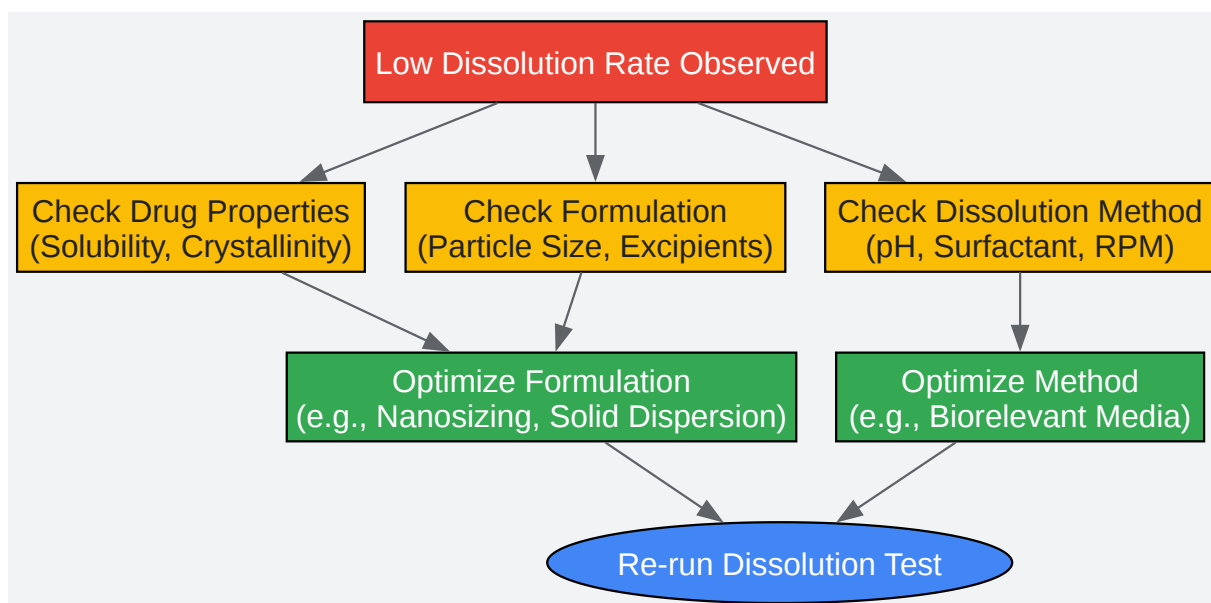 Low Dissolution Rate Observed
Check Drug Properties
(Solubility, Crystallinity)
Check Formulation
(Particle Size, Excipients)
Check Dissolution Method
(pH, Surfactant, RPM)
Optimize Formulation
(e.g., Nanosizing, Solid Dispersion)
Optimize Method
(e.g., Biorelevant Media)
Re-run Dissolution Test